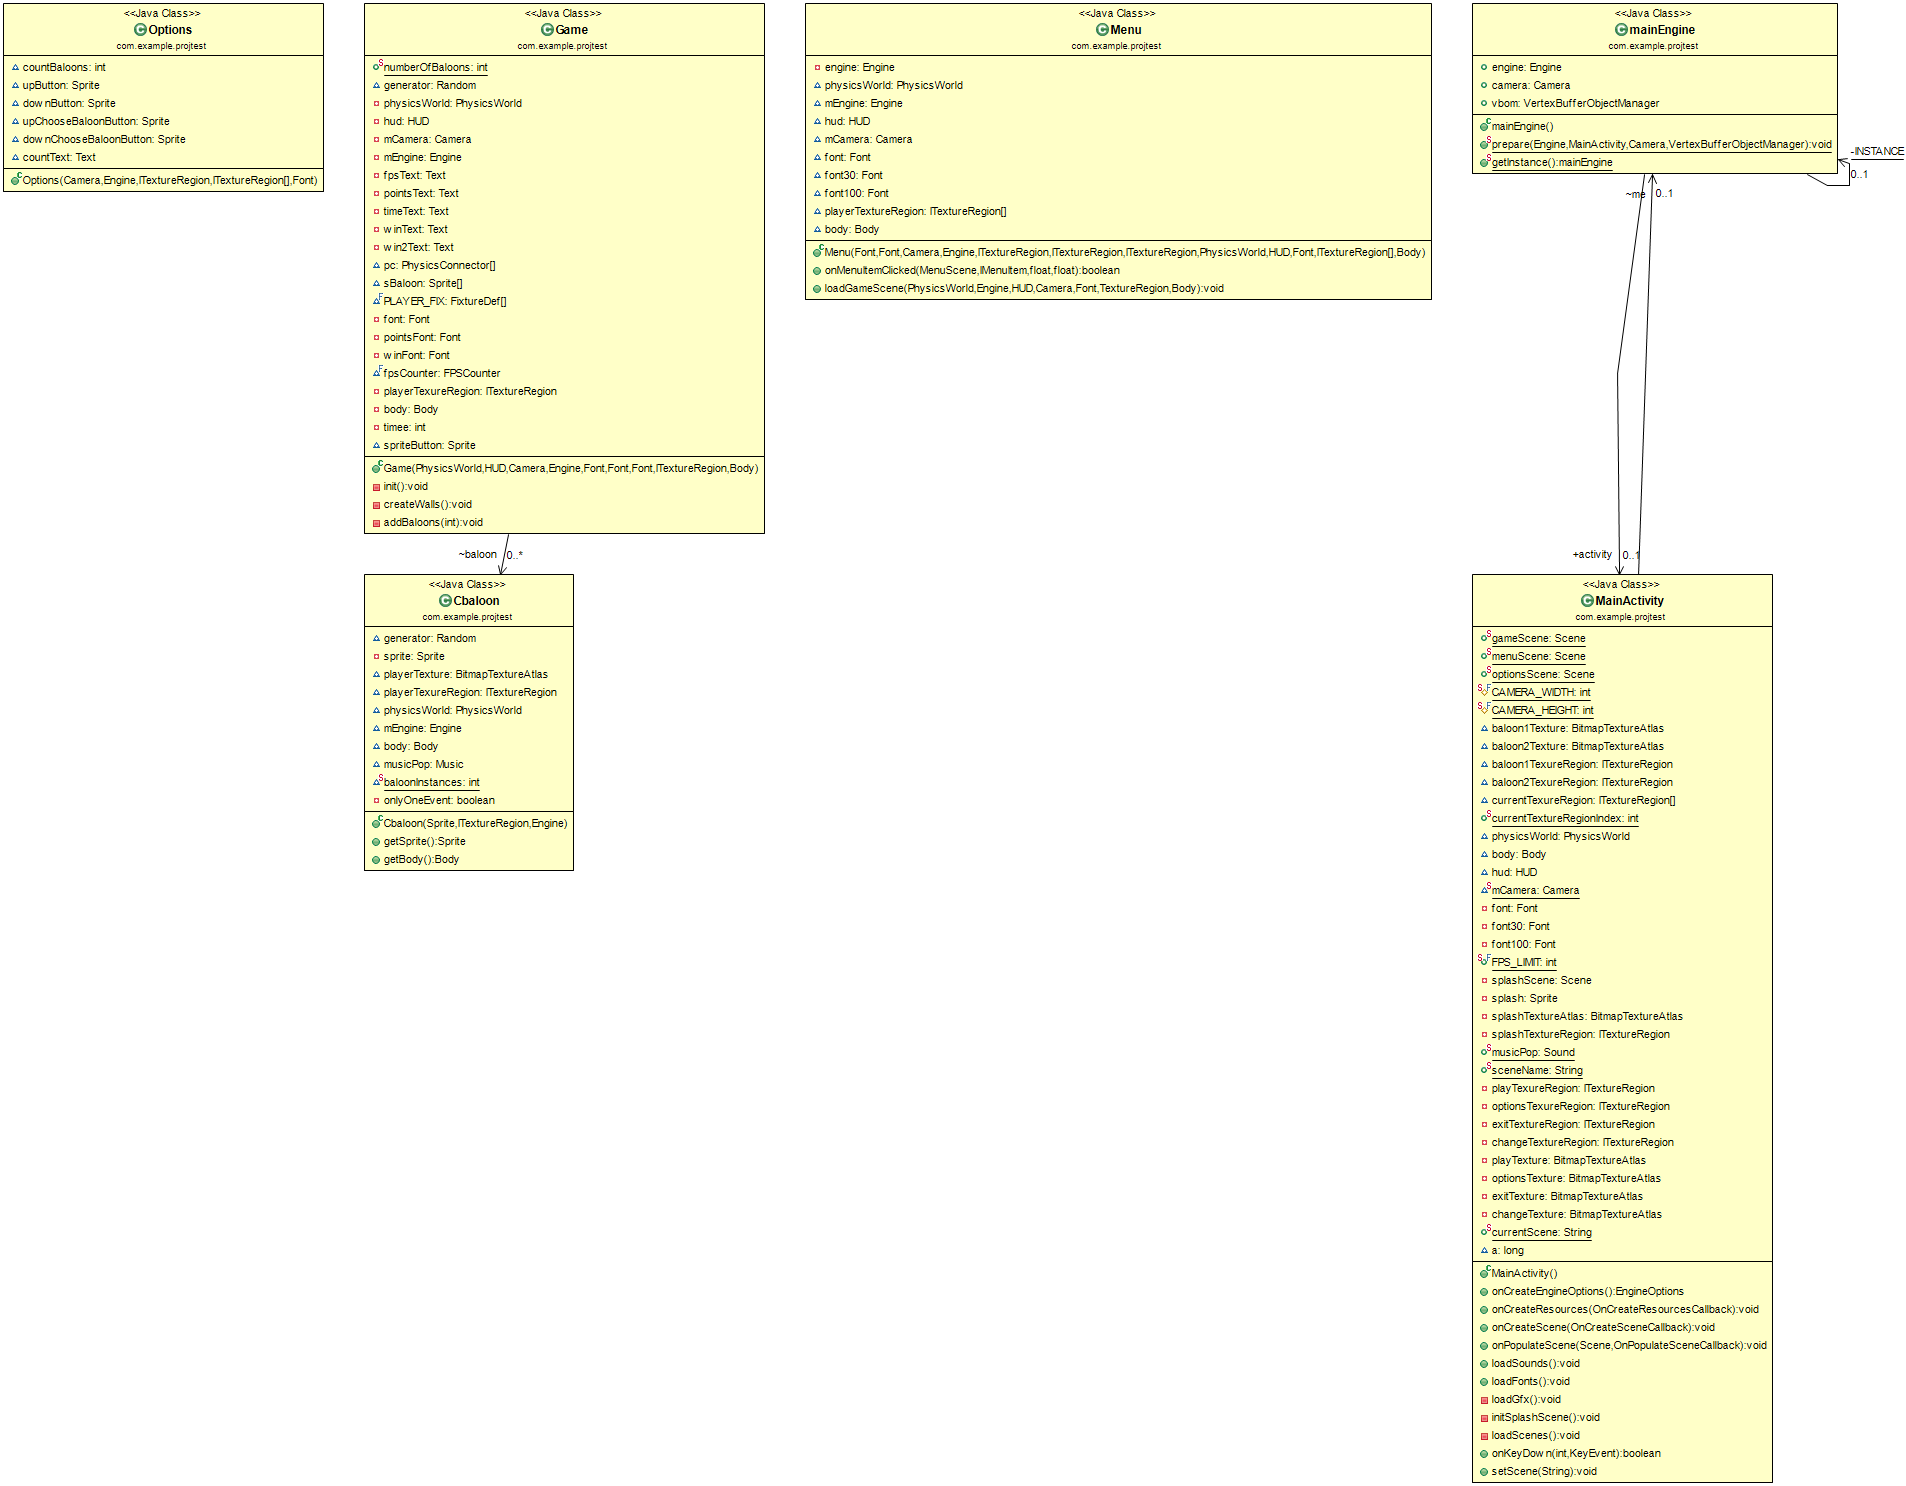 <<Java Class>>
Options
com.example.projtest
countBaloons: int
upButton: Sprite
downButton: Sprite
upChooseBaloonButton: Sprite
downChooseBaloonButton: Sprite
countText: Text
Options(Camera,Engine,ITextureRegion,ITextureRegion[],Font)
<<Java Class>>
Game
com.example.projtest
numberOfBaloons: int
generator: Random
physicsWorld: PhysicsWorld
hud: HUD
mCamera: Camera
mEngine: Engine
fpsText: Text
pointsText: Text
timeText: Text
winText: Text
win2Text: Text
pc: PhysicsConnector[]
sBaloon: Sprite[]
PLAYER_FIX: FixtureDef[]
font: Font
pointsFont: Font
winFont: Font
fpsCounter: FPSCounter
playerTexureRegion: ITextureRegion
body: Body
timee: int
spriteButton: Sprite
Game(PhysicsWorld,HUD,Camera,Engine,Font,Font,Font,ITextureRegion,Body)
init():void
createWalls():void
addBaloons(int):void
~baloon
0..*
<<Java Class>>
Cbaloon
com.example.projtest
generator: Random
sprite: Sprite
playerTexture: BitmapTextureAtlas
playerTexureRegion: ITextureRegion
physicsWorld: PhysicsWorld
mEngine: Engine
body: Body
musicPop: Music
baloonInstances: int
onlyOneEvent: boolean
Cbaloon(Sprite,ITextureRegion,Engine)
getSprite():Sprite
getBody():Body
<<Java Class>>
Menu
com.example.projtest
engine: Engine
physicsWorld: PhysicsWorld
mEngine: Engine
hud: HUD
mCamera: Camera
font: Font
font30: Font
font100: Font
playerTextureRegion: ITextureRegion[]
body: Body
Menu(Font,Font,Camera,Engine,ITextureRegion,ITextureRegion,ITextureRegion,PhysicsWorld,HUD,Font,ITextureRegion[],Body)
onMenuItemClicked(MenuScene,IMenuItem,float,float):boolean
loadGameScene(PhysicsWorld,Engine,HUD,Camera,Font,TextureRegion,Body):void
<<Java Class>>
mainEngine
com.example.projtest
engine: Engine
camera: Camera
vbom: VertexBufferObjectManager
mainEngine()
prepare(Engine,MainActivity,Camera,VertexBufferObjectManager):void
getInstance():mainEngine
-INSTANCE
0..1
~me
0..1
+activity
0..1
<<Java Class>>
MainActivity
com.example.projtest
gameScene: Scene
menuScene: Scene
optionsScene: Scene
CAMERA_WIDTH: int
CAMERA_HEIGHT: int
baloon1Texture: BitmapTextureAtlas
baloon2Texture: BitmapTextureAtlas
baloon1TexureRegion: ITextureRegion
baloon2TexureRegion: ITextureRegion
currentTexureRegion: ITextureRegion[]
currentTextureRegionIndex: int
physicsWorld: PhysicsWorld
body: Body
hud: HUD
mCamera: Camera
font: Font
font30: Font
font100: Font
FPS_LIMIT: int
splashScene: Scene
splash: Sprite
splashTextureAtlas: BitmapTextureAtlas
splashTextureRegion: ITextureRegion
musicPop: Sound
sceneName: String
playTexureRegion: ITextureRegion
optionsTexureRegion: ITextureRegion
exitTextureRegion: ITextureRegion
changeTextureRegion: ITextureRegion
playTexture: BitmapTextureAtlas
optionsTexture: BitmapTextureAtlas
exitTexture: BitmapTextureAtlas
changeTexture: BitmapTextureAtlas
currentScene: String
a: long
MainActivity()
onCreateEngineOptions():EngineOptions
onCreateResources(OnCreateResourcesCallback):void
onCreateScene(OnCreateSceneCallback):void
onPopulateScene(Scene,OnPopulateSceneCallback):void
loadSounds():void
loadFonts():void
loadGfx():void
initSplashScene():void
loadScenes():void
onKeyDown(int,KeyEvent):boolean
setScene(String):void